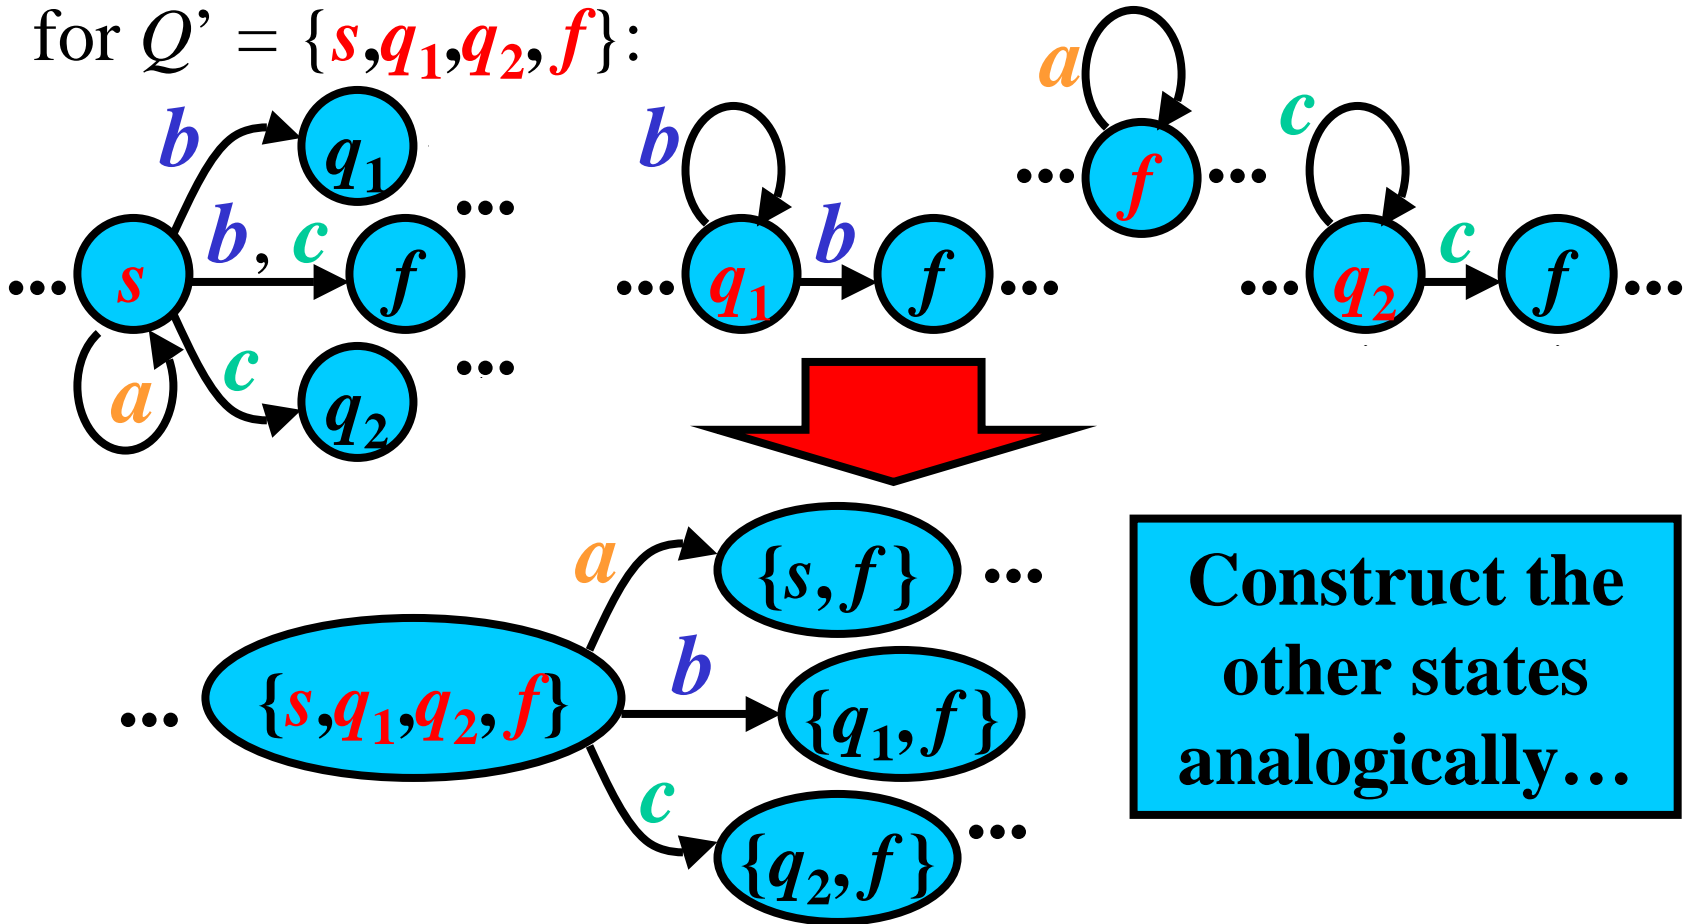 for Q’ = {s,q1,q2,f}:
b
q1
...
b, c
... s f
a
c
q2
...
b
b
... q1 f ...
a
... f ...
c
c
... q2 f ...
a
{s,f} ...
... {s,q1,q2,f}
b
{q1,f}
c
{q2,f} ...
Construct the
other states
analogically…